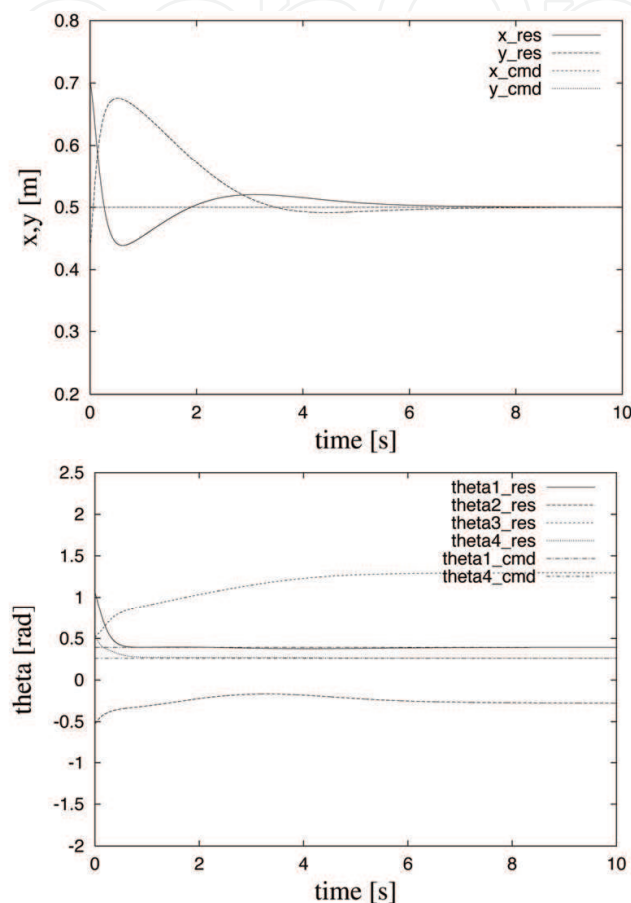 0.8
0.7
0.6
0.5
0.4
0.3
0.2
x,y [m]
x_res
y_res
x_cmd
y_cmd
0 2 4 6 8 10
time [s]
2.5
2
1.5
1
0.5
0
-0.5
-1
-1.5
-2
theta [rad]
theta1_res
theta2_res
theta3_res
theta4_res
theta1_cmd
theta4_cmd
0 2 4 6 8 10
time [s]